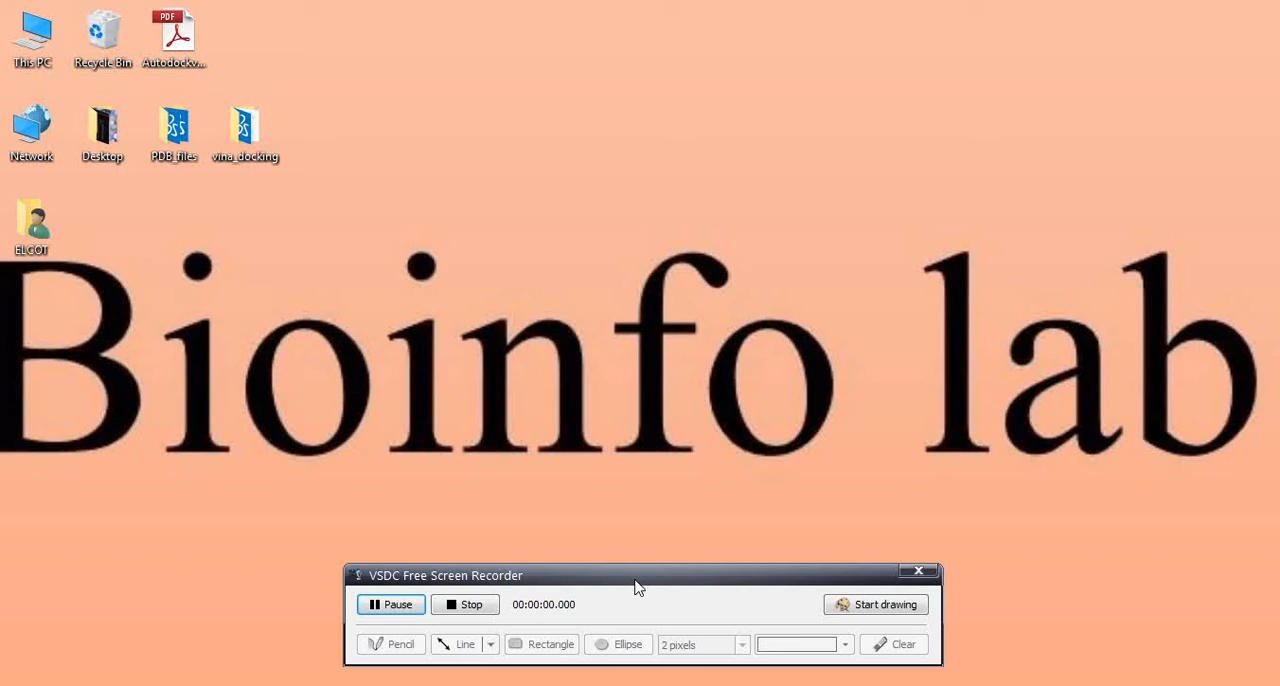 This PC
Recycle Bin
Autodockv...
Network
Desktop
PDB_files
vina_docking
ELCOT
Bioinfo lab
VSDC Free Screen Recorder
Pause
Stop
00:00:00.000
Start drawing
Pencil
Line
Rectangle
Ellipse
2 pixels
Clear
PDF